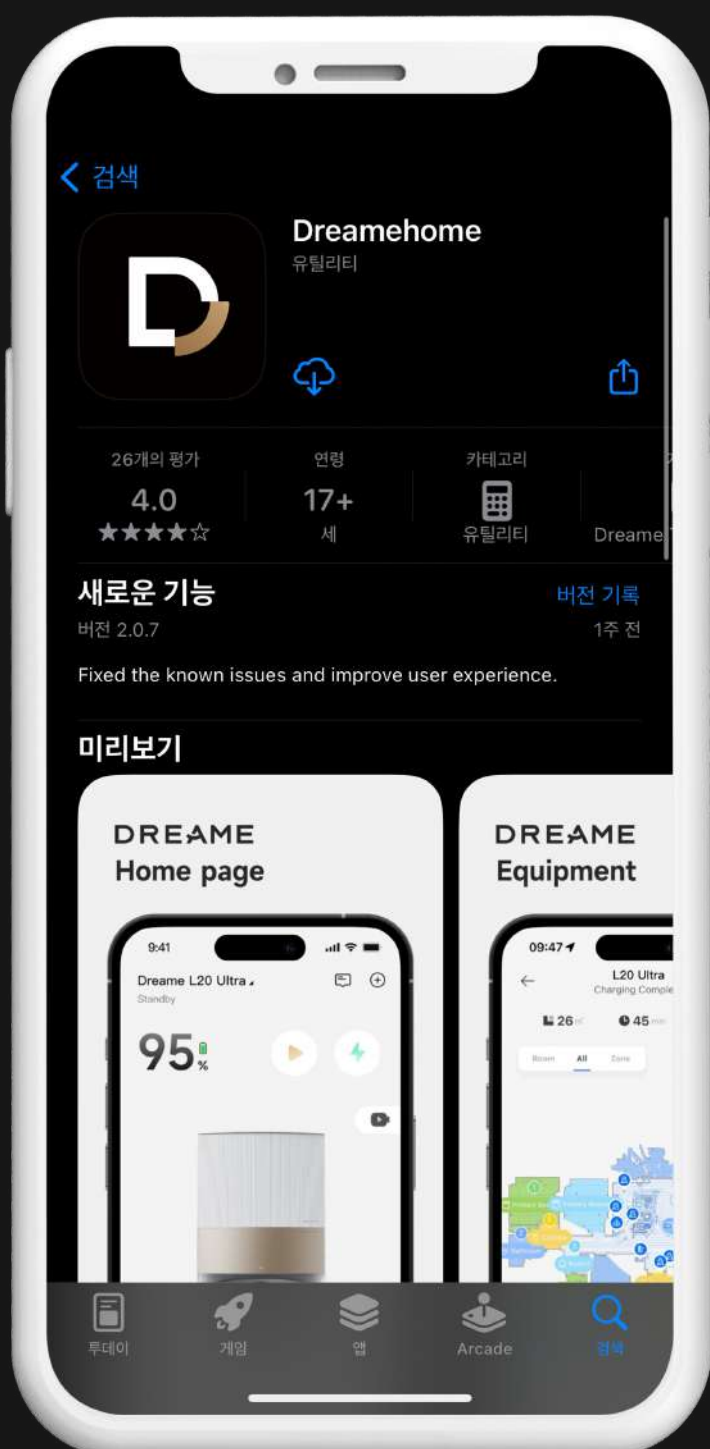 검색
Dreamehome
유틸리티
26개의 평가
연령
카테고리
4.0
17+
★★★★☆
세
유틸리티
Dreame
새로운 기능
버전 기록
버전 2.0.7
1주 전
Fixed the known issues and improve user experience.
미리보기
DREAME
Home page
9:41
Dreame L20 Ultra
Standby
95%
DREAME
Equipment
09:47
L20 Ultra
Charging Comple
26 m²
45 min
Room All Zone
투데이
게임
앱
Arcade
검색